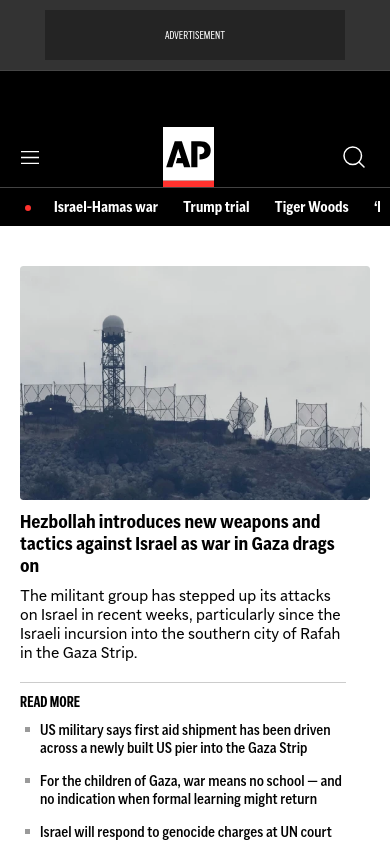 ADVERTISEMENT
AP
Israel-Hamas war Trump trial Tiger Woods
Hezbollah introduces new weapons and
tactics against Israel as war in Gaza drags
on
The militant group has stepped up its attacks
on Israel in recent weeks, particularly since the
Israeli incursion into the southern city of Rafah
in the Gaza Strip.
READ MORE
US military says first aid shipment has been driven
across a newly built US pier into the Gaza Strip
For the children of Gaza, war means no school — and
no indication when formal learning might return
Israel will respond to genocide charges at UN court